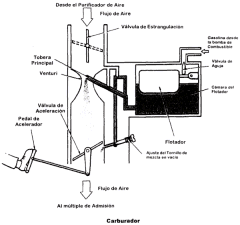 Desde el Purificador de Aire
Flujo de Aire
Válvula de Estrangulación
Gasolina desde
la bomba de
Combustible
Tobera
Principal
Venturi
Válvula de
Aguja
Cámara del
Flotador
Válvula de
Aceleración
Pedal de
Acelerador
Flotador
Ajuste del Tornillo de
mezcla en vacío
Flujo de Aire
Al múltiple de Admisión
Carburador